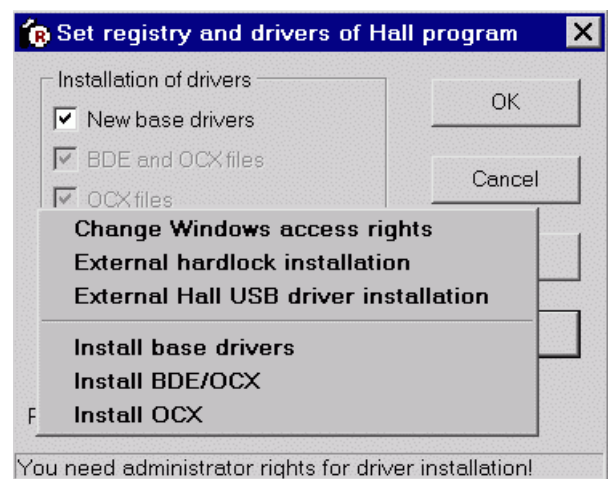 Set registry and drivers of Hall program
Installation of drivers
New base drivers
OK
BDE and OCX files
Cancel
OCX files
Change Windows access rights
External hardlock installation
External Hall USB driver installation
Install base drivers
Install BDE/OCX
Install OCX
You need administrator rights for driver installation!